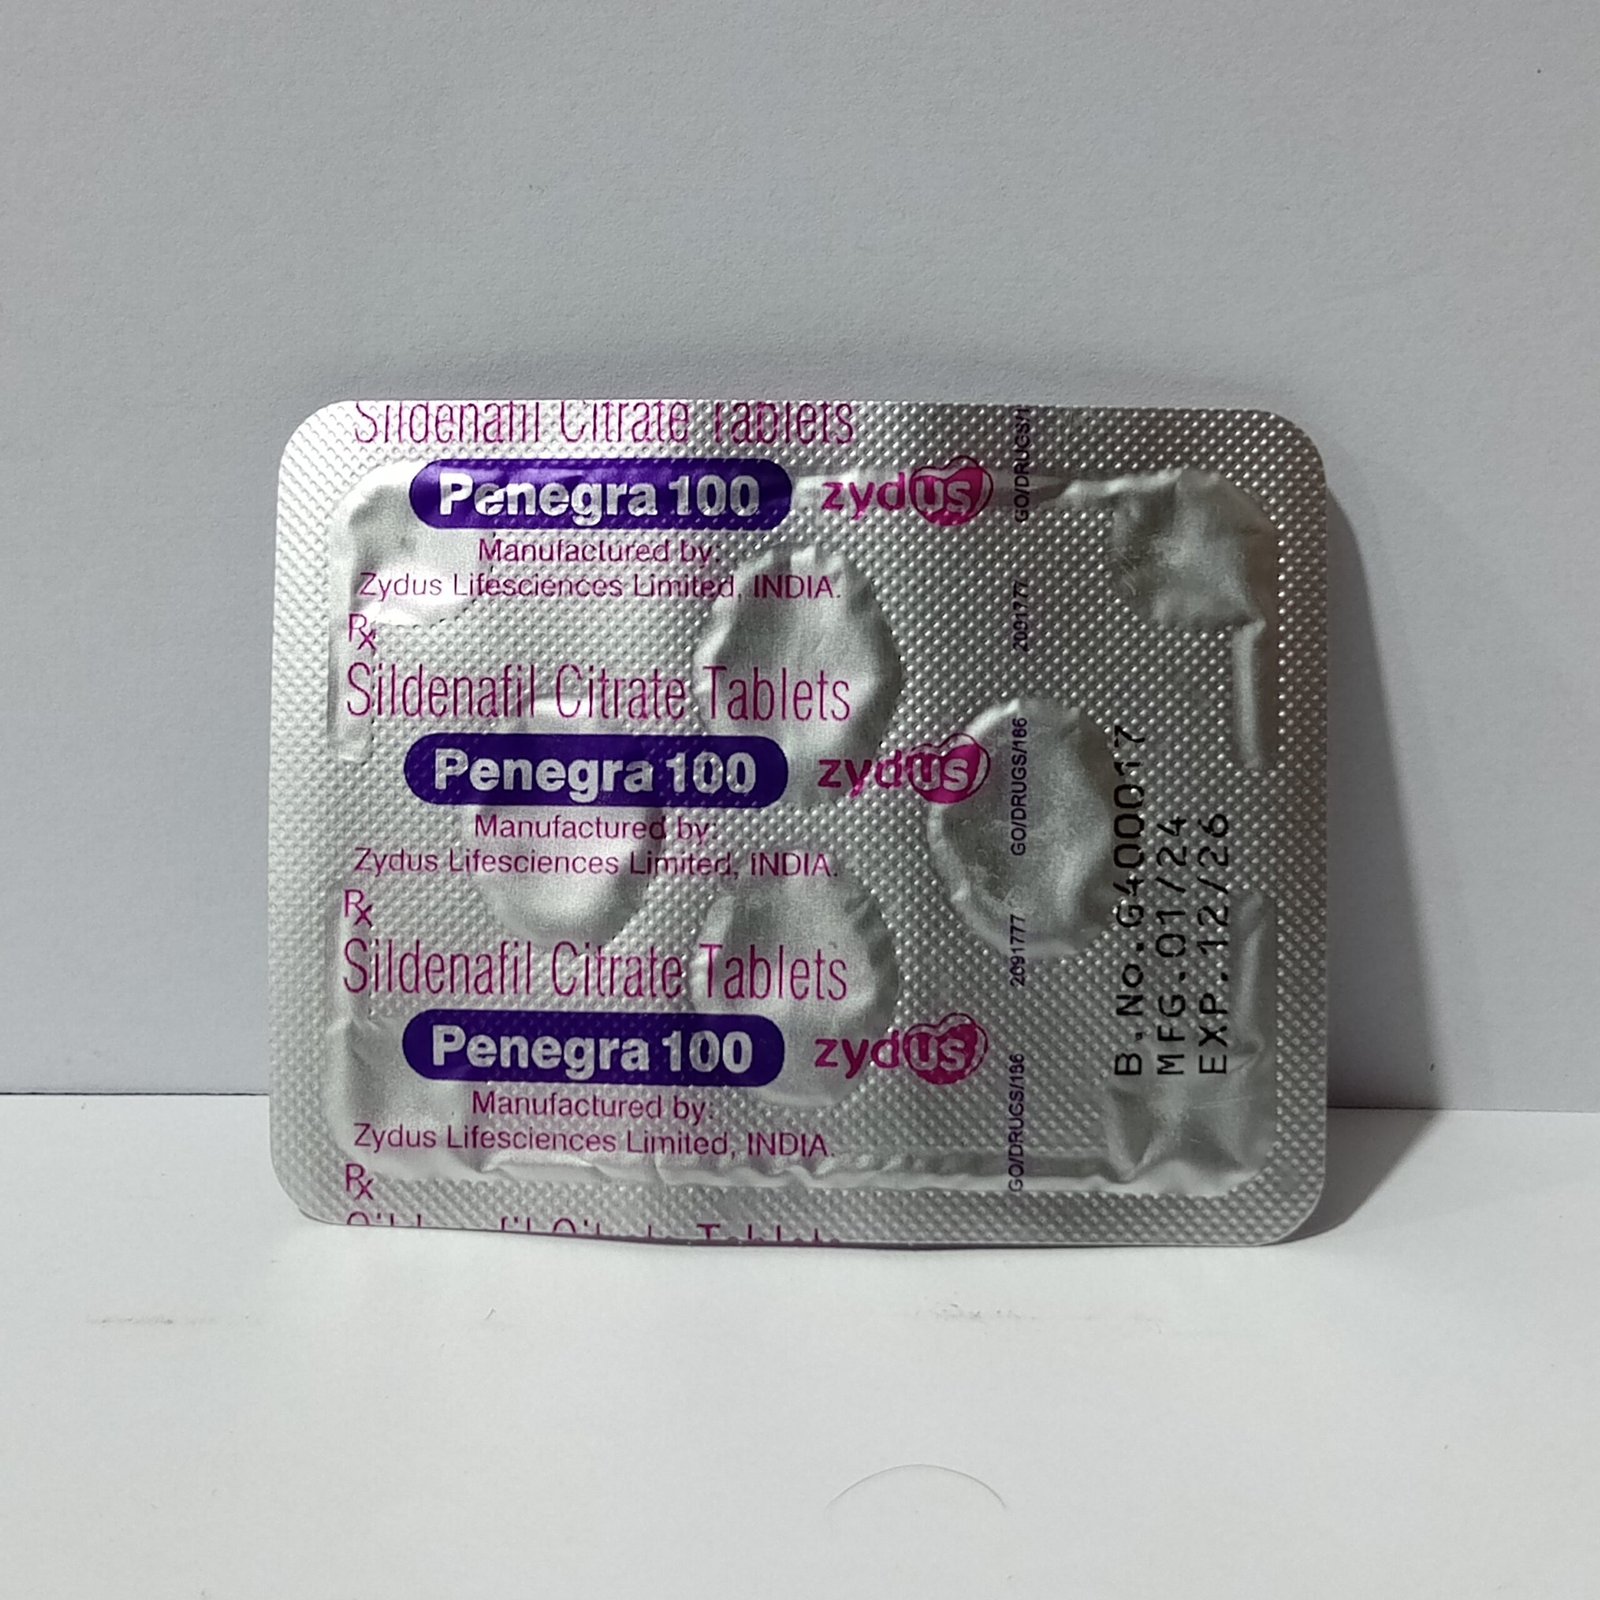 Sildenafil Citrate Tablets
Penegra 100 zydus
Manufactured by:
Zydus Lifesciences Limited, INDIA.
Rx
Sildenafil Citrate Tablets
Penegra 100 zydus
Manufactured by:
Zydus Lifesciences Limited, INDIA.
Rx
Sildenafil Citrate Tablets
Penegra 100 zydus
Manufactured by:
Zydus Lifesciences Limited, INDIA.
Rx
Sildenafil Citrate Tablets
GO/DRUGS/186 2091777 GO/DRUGS/186 2091777 GO/DRUGS/1
B.No.G400017
MFG.01/24
EXP.12/26